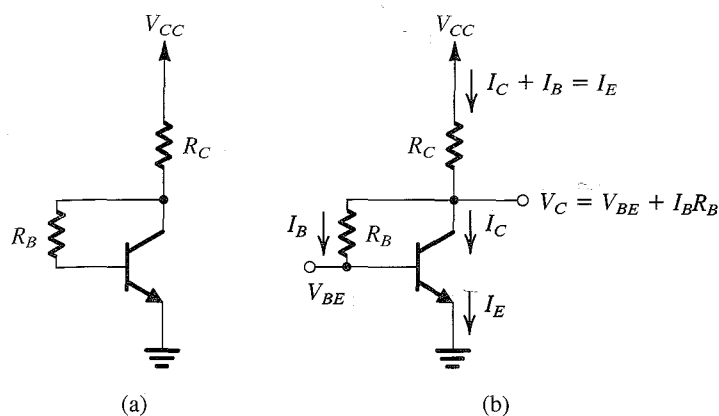 V_CC
R_C
R_B
(a)
V_CC
I_C + I_B = I_E
R_C
V_C = V_BE + I_B R_B
I_B
R_B
I_C
V_BE
I_E
(b)